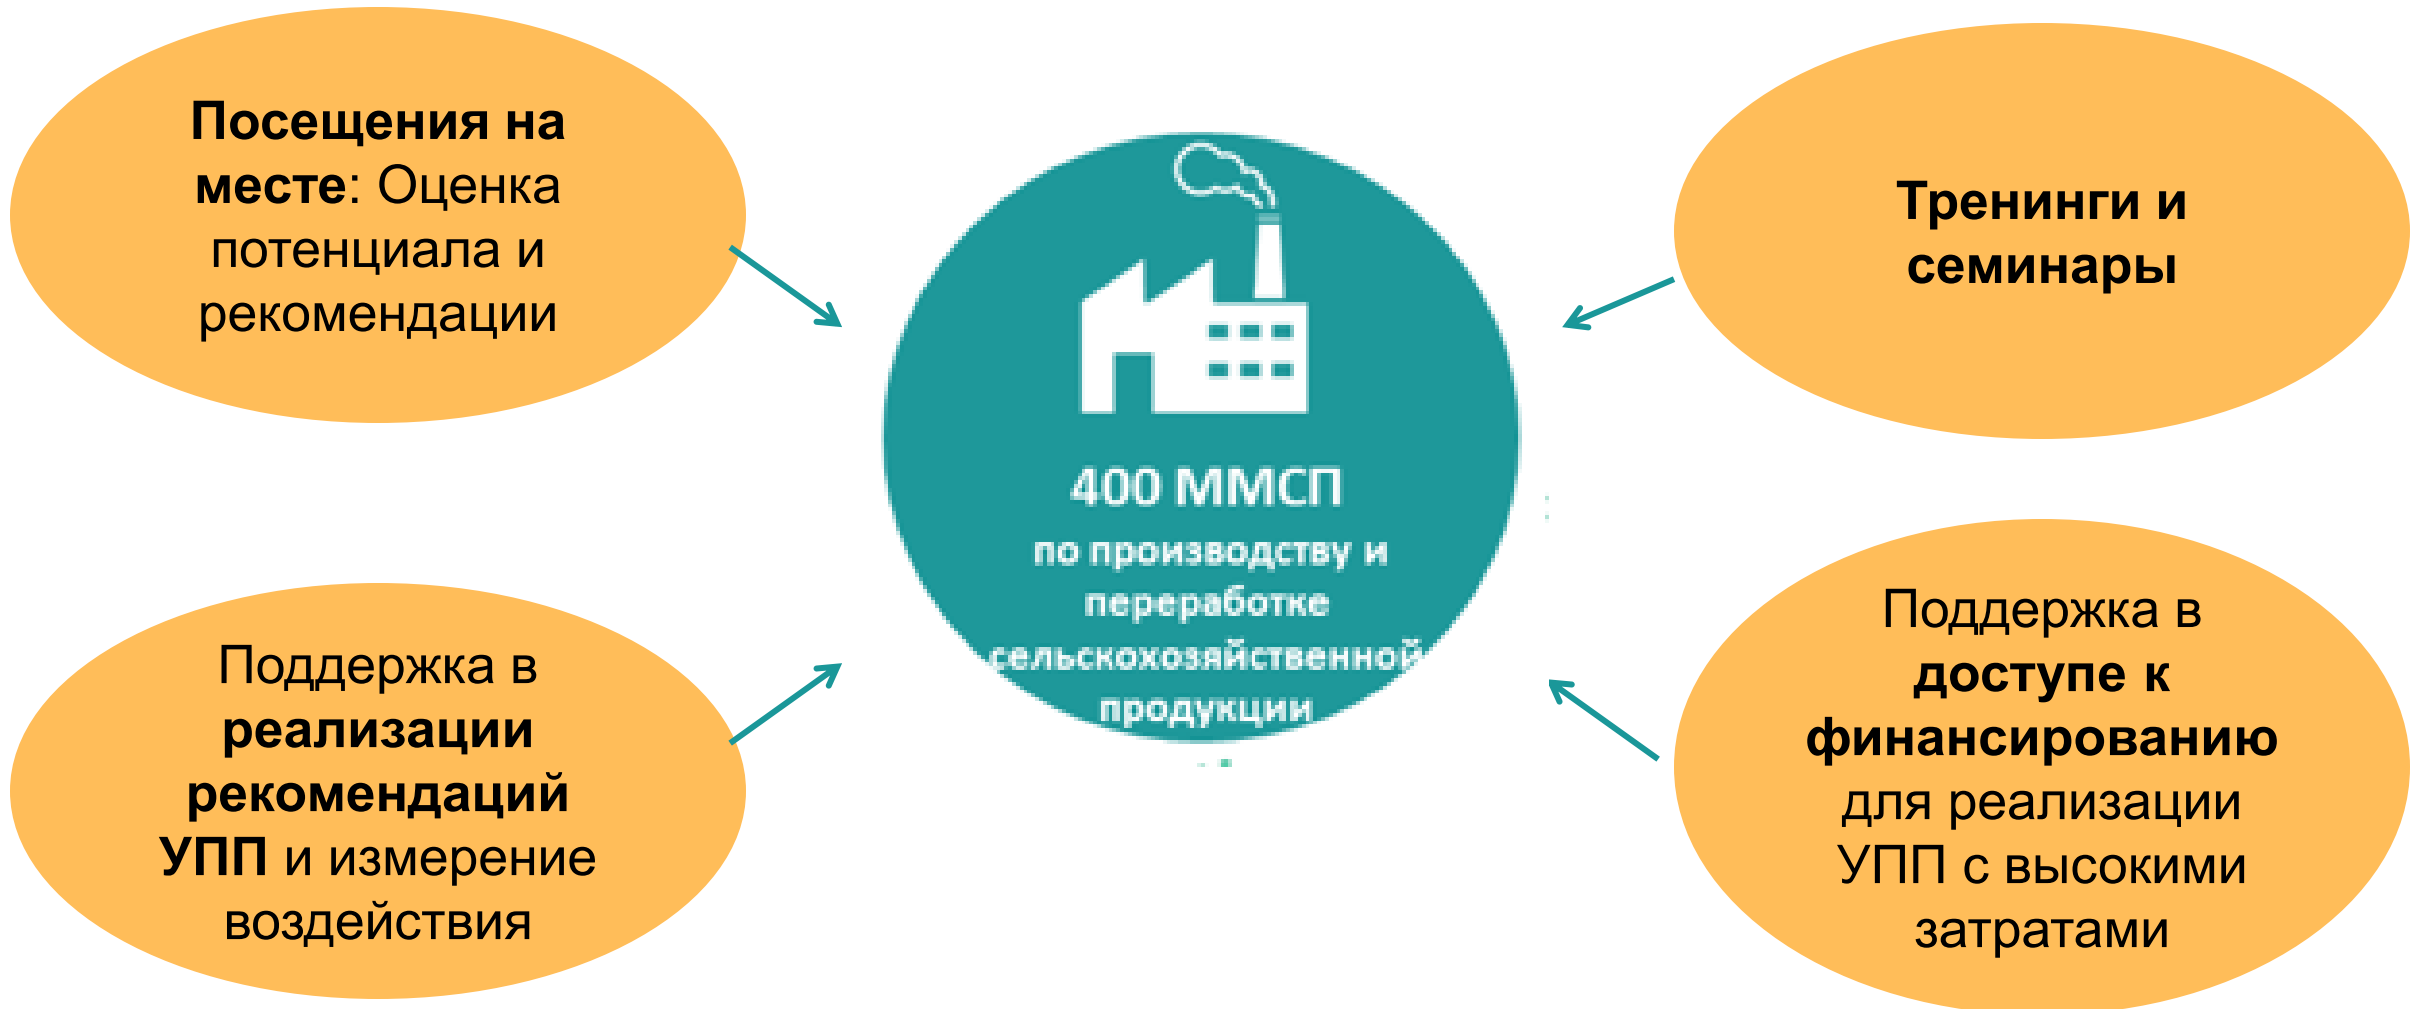 Посещения на
месте: Оценка
потенциала и
рекомендации
Тренинги и
семинары
400 ММСП
по производству и
переработке
сельскохозяйственной
продукции
Поддержка в
реализации
рекомендаций
УПП и измерение
воздействия
Поддержка в
доступе к
финансированию
для реализации
УПП с высокими
затратами